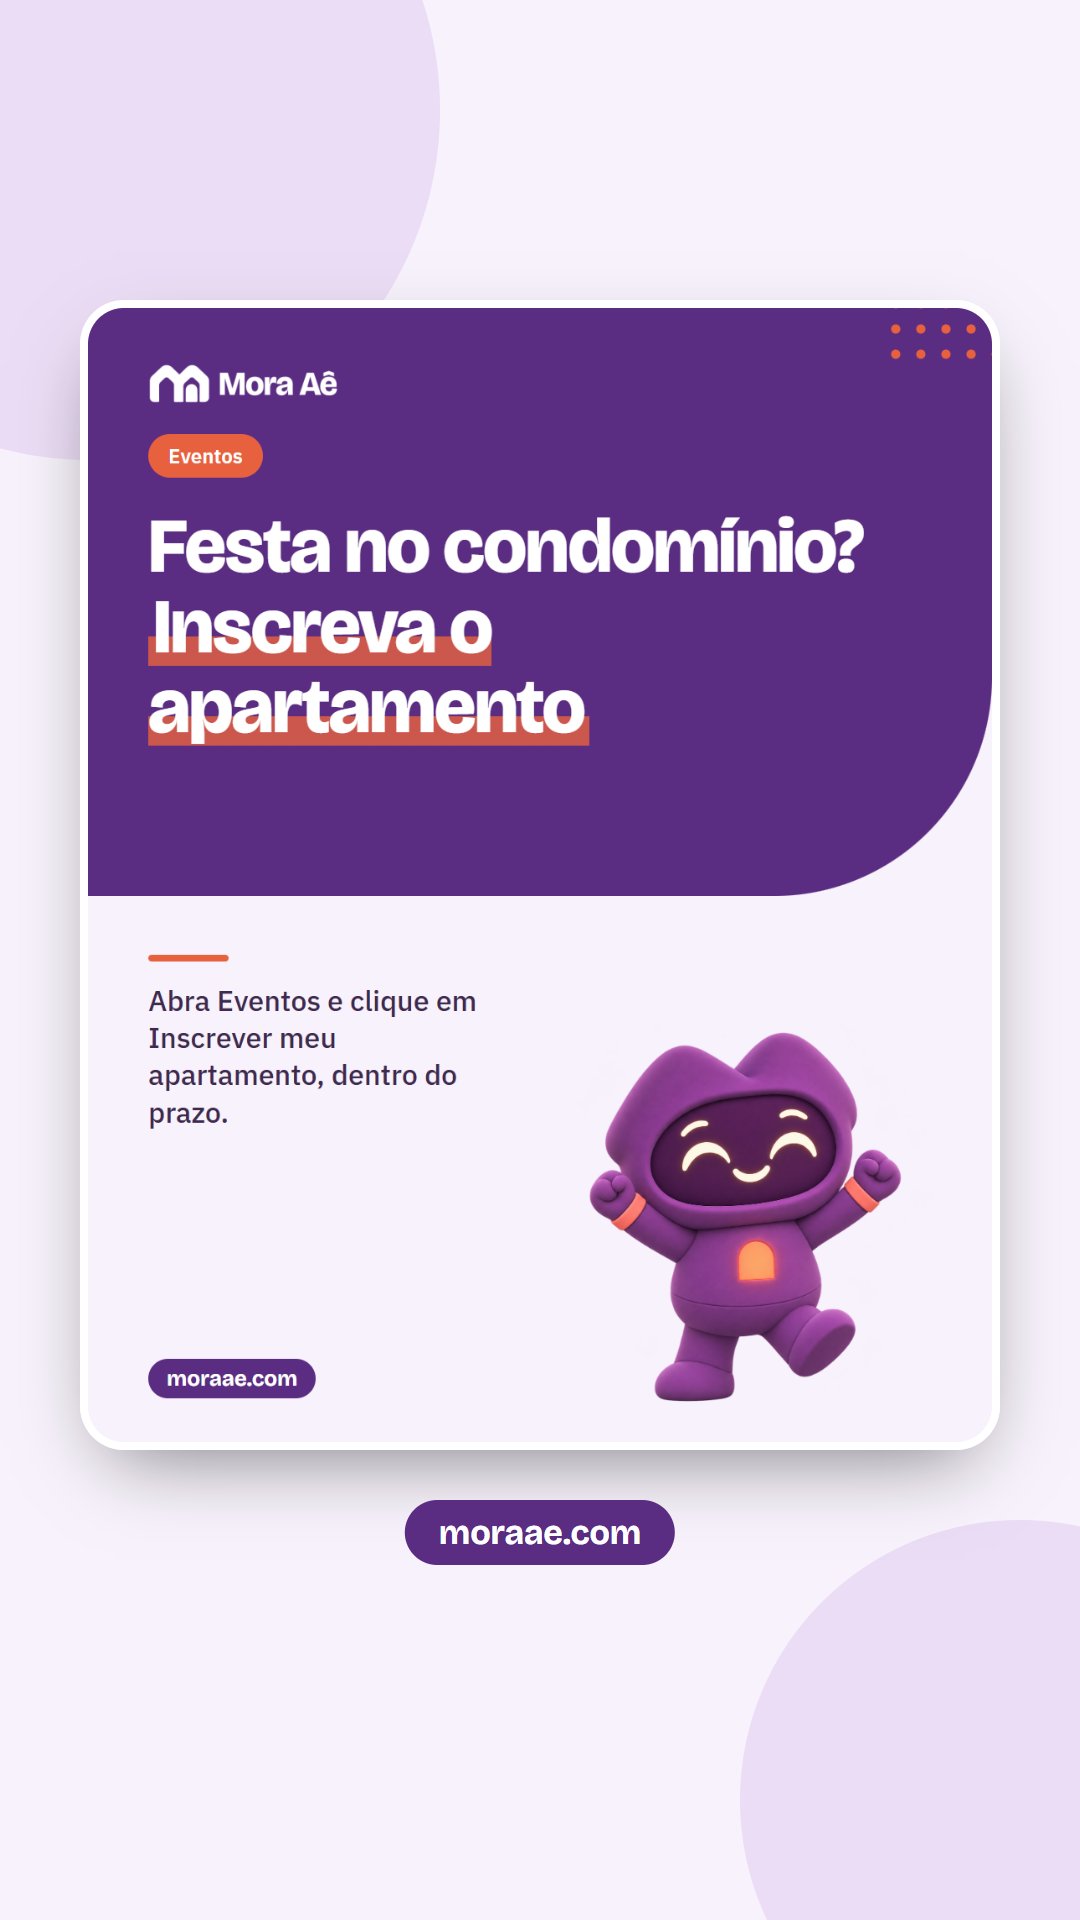 Mora Aê
Eventos
Festa no condomínio?
Inscreva o
apartamento
Abra Eventos e clique em
Inscrever meu
apartamento, dentro do
prazo.
moraae.com
moraae.com